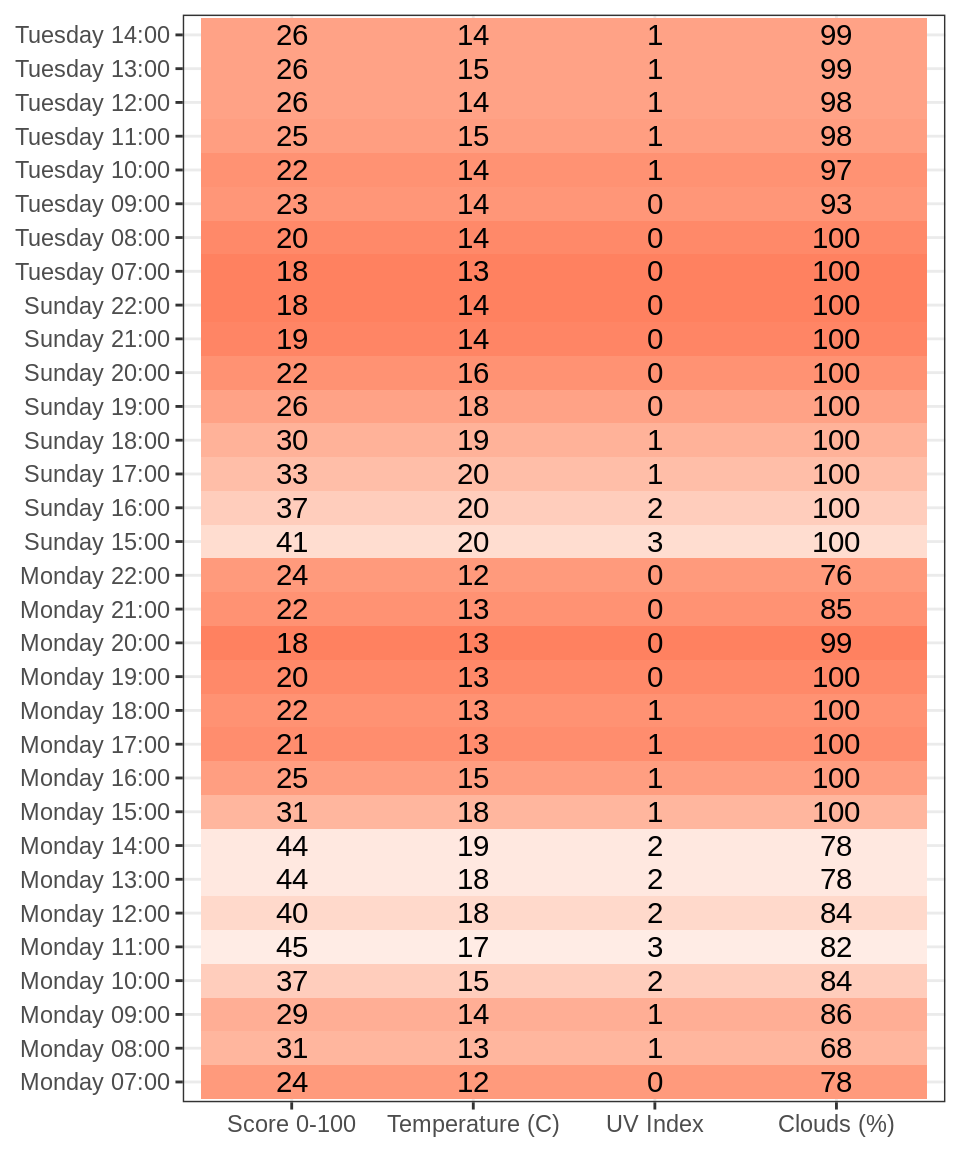 Tuesday 14:00 26 14 1 99
Tuesday 13:00 26 15 1 99
Tuesday 12:00 26 14 1 98
Tuesday 11:00 25 15 1 98
Tuesday 10:00 22 14 1 97
Tuesday 09:00 23 14 0 93
Tuesday 08:00 20 14 0 100
Tuesday 07:00 18 13 0 100
Sunday 22:00 18 14 0 100
Sunday 21:00 19 14 0 100
Sunday 20:00 22 16 0 100
Sunday 19:00 26 18 0 100
Sunday 18:00 30 19 1 100
Sunday 17:00 33 20 1 100
Sunday 16:00 37 20 2 100
Sunday 15:00 41 20 3 100
Monday 22:00 24 12 0 76
Monday 21:00 22 13 0 85
Monday 20:00 18 13 0 99
Monday 19:00 20 13 0 100
Monday 18:00 22 13 1 100
Monday 17:00 21 13 1 100
Monday 16:00 25 15 1 100
Monday 15:00 31 18 1 100
Monday 14:00 44 19 2 78
Monday 13:00 44 18 2 78
Monday 12:00 40 18 2 84
Monday 11:00 45 17 3 82
Monday 10:00 37 15 2 84
Monday 09:00 29 14 1 86
Monday 08:00 31 13 1 68
Monday 07:00 24 12 0 78
Score 0-100 Temperature (C) UV Index Clouds (%)